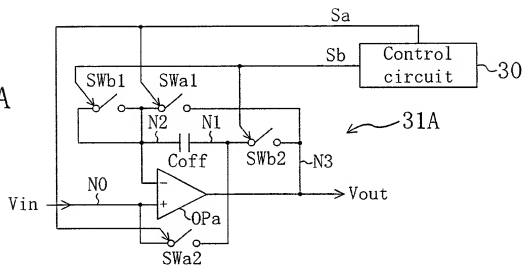 Sa
Sb
Control
circuit
30
A
SWb1
SWa1
31A
N2
N1
Coff
SWb2
N3
N0
Vin
-
+
OPa
Vout
SWa2